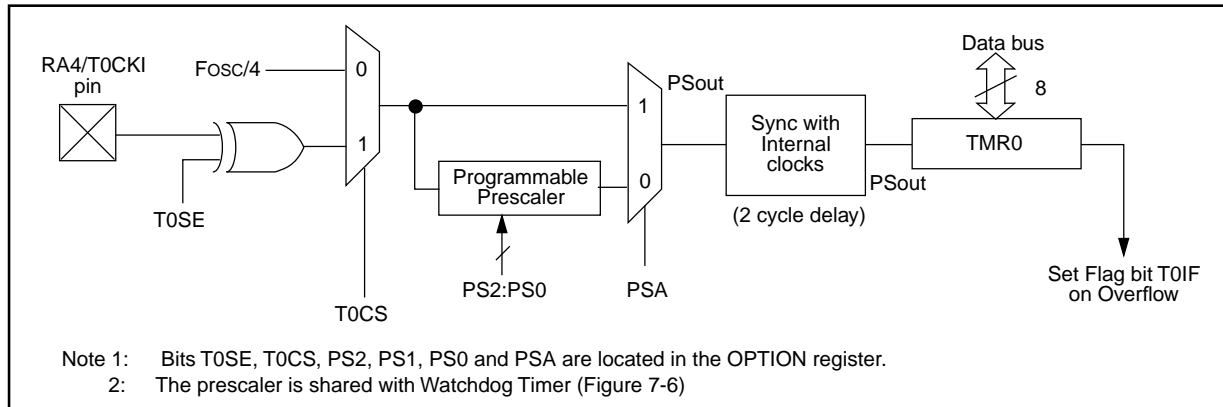 Data bus
RA4/T0CKI
pin
FOSC/4
0
1
PSout
1
0
8
Sync with
Internal
clocks
TMR0
Programmable
Prescaler
PSout
(2 cycle delay)
T0SE
T0CS
PS2:PS0
PSA
Set Flag bit T0IF
on Overflow
Note 1: Bits T0SE, T0CS, PS2, PS1, PS0 and PSA are located in the OPTION register.
2: The prescaler is shared with Watchdog Timer (Figure 7-6)